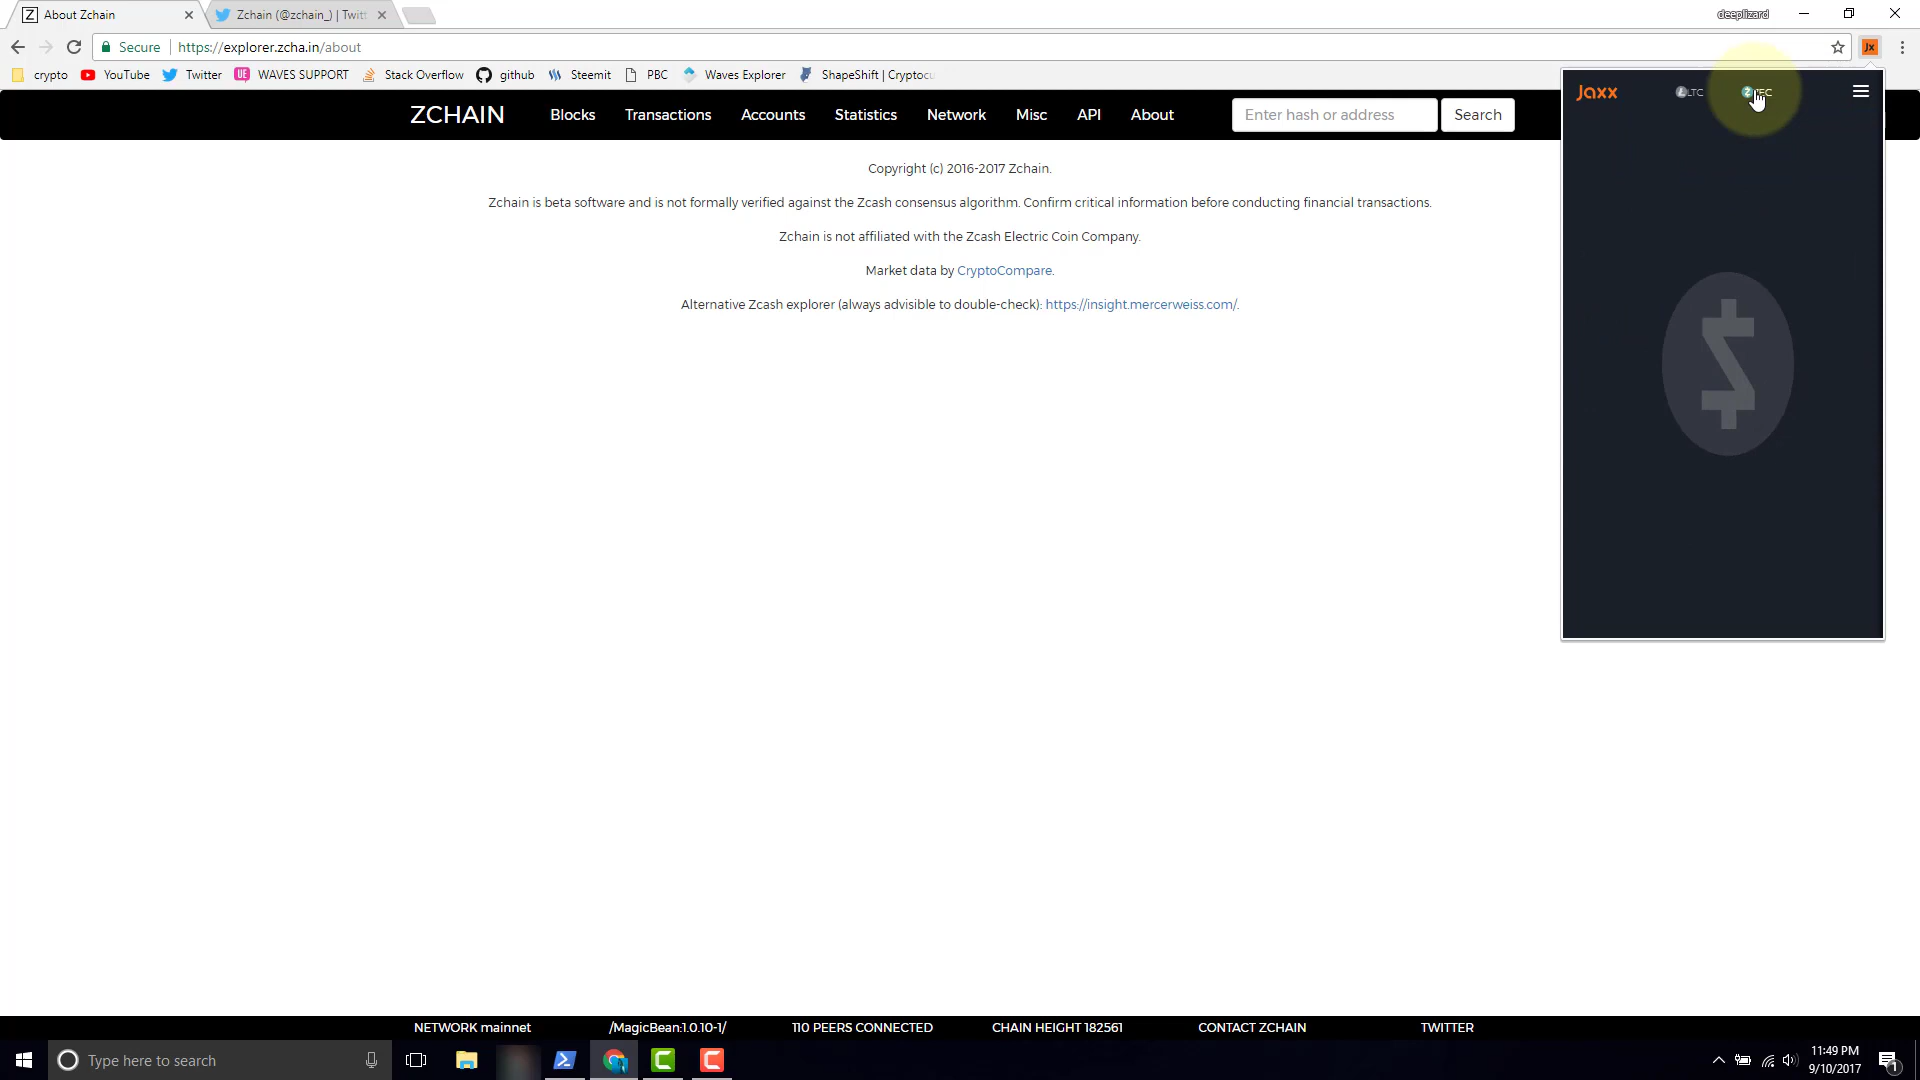 About Zchain
Zchain (@zchain_) | Twitt
deeplizard
Secure
https://explorer.zcha.in/about
Jx
crypto
YouTube
Twitter
UE
WAVES SUPPORT
Stack Overflow
github
Steemit
PBC
Waves Explorer
ShapeShift | Cryptocu
Jaxx
LTC
ZCHAIN
Blocks
Transactions
Accounts
Statistics
Network
Misc
API
About
Enter hash or address
Search
Copyright (c) 2016-2017 Zchain.
Zchain is beta software and is not formally verified against the Zcash consensus algorithm. Confirm critical information before conducting financial transactions.
Zchain is not affiliated with the Zcash Electric Coin Company.
Market data by CryptoCompare.
Alternative Zcash explorer (always advisible to double-check): https://insight.mercerweiss.com/.
NETWORK mainnet
/MagicBean:1.0.10-1/
110 PEERS CONNECTED
CHAIN HEIGHT 182561
CONTACT ZCHAIN
TWITTER
Type here to search
11:49 PM
9/10/2017
1